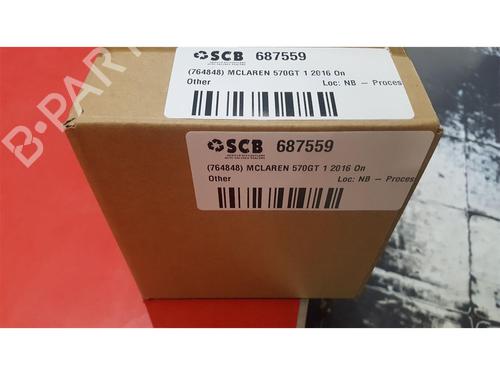 SCB 687559
(764848) MCLAREN 570GT 1 2016 On
Other Loc: NB – Proces
SCB 687559
(764848) MCLAREN 570GT 1 2016 On
Other Loc: NB – Proces
B-PART